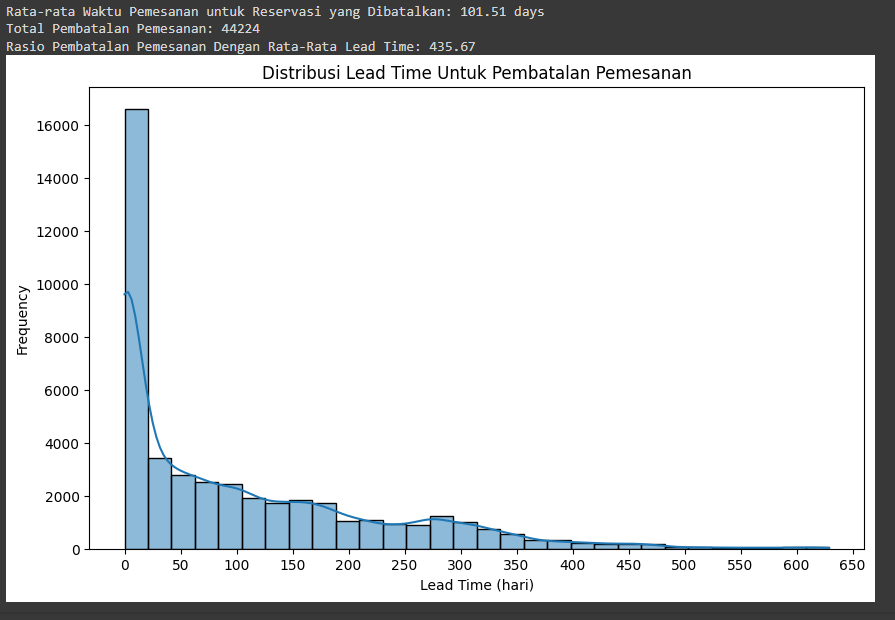 Rata-rata Waktu Pemesanan untuk Reservasi yang Dibatalkan: 101.51 days
Total Pembatalan Pemesanan: 44224
Rasio Pembatalan Pemesanan Dengan Rata-Rata Lead Time: 435.67
Distribusi Lead Time Untuk Pembatalan Pemesanan
Frequency
16000
14000
12000
10000
8000
6000
4000
2000
0
0 50 100 150 200 250 300 350 400 450 500 550 600 650
Lead Time (hari)